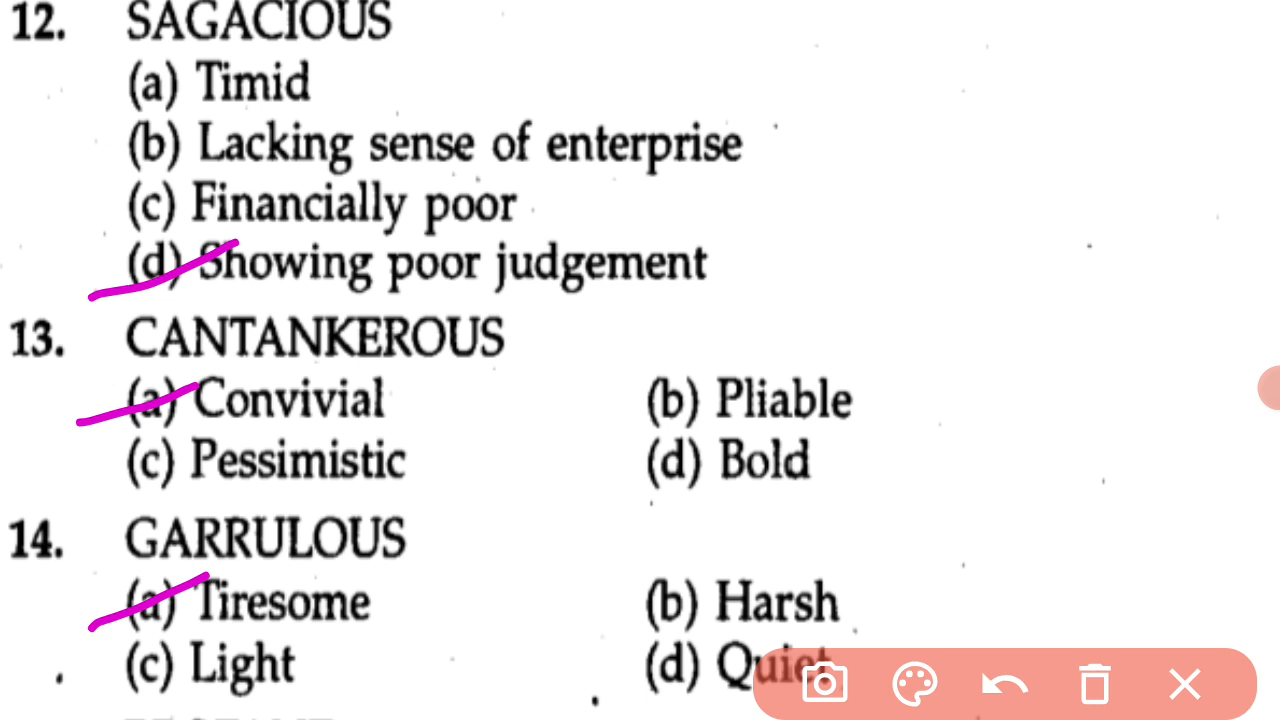 12. SAGACIOUS
(a) Timid
(b) Lacking sense of enterprise
(c) Financially poor
(d) Showing poor judgement
13. CANTANKEROUS
(a) Convivial (b) Pliable
(c) Pessimistic (d) Bold
14. GARRULOUS
(a) Tiresome (b) Harsh
(c) Light (d) Quiet